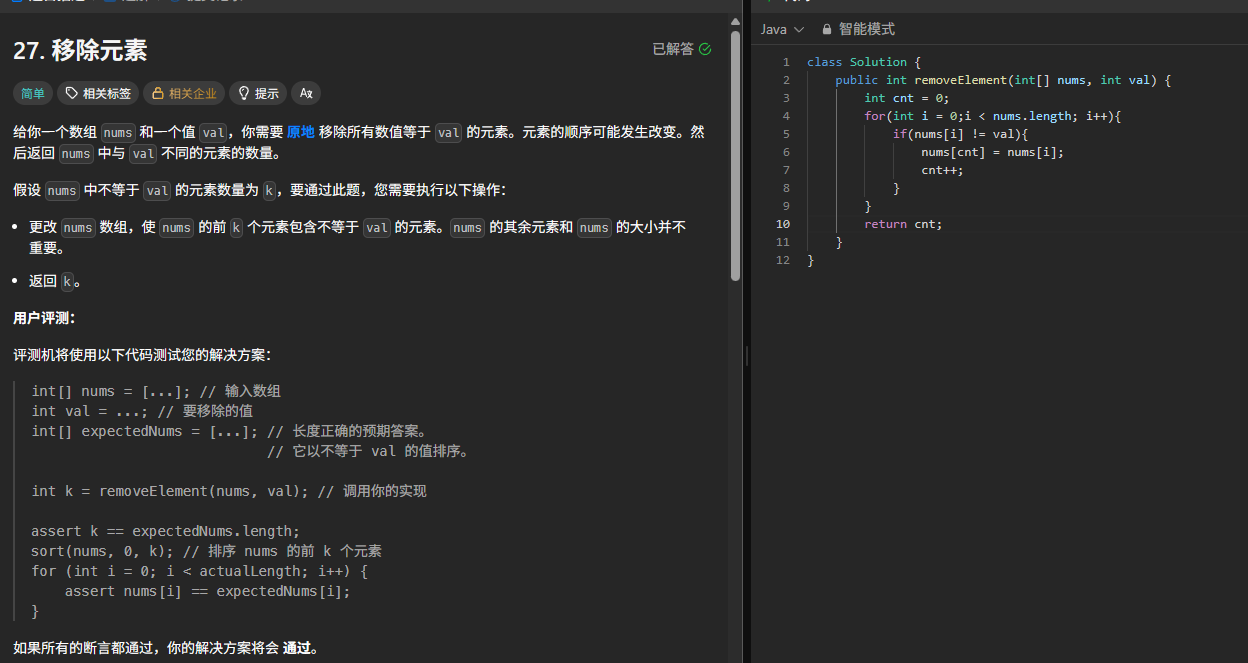 27. 移除元素
已解答
简单 相关标签 相关企业 提示
给你一个数组 nums 和一个值 val，你需要 原地 移除所有数值等于 val 的元素。元素的顺序可能发生改变。然
后返回 nums 中与 val 不同的元素的数量。
假设 nums 中不等于 val 的元素数量为 k，要通过此题，您需要执行以下操作：
更改 nums 数组，使 nums 的前 k 个元素包含不等于 val 的元素。nums 的其余元素和 nums 的大小并不
重要。
返回 k。
用户评测：
评测机将使用以下代码测试您的解决方案：
int[] nums = [...]; // 输入数组
int val = ...; // 要移除的值
int[] expectedNums = [...]; // 长度正确的预期答案。
// 它以不等于 val 的值排序。
int k = removeElement(nums, val); // 调用你的实现
assert k == expectedNums.length;
sort(nums, 0, k); // 排序 nums 的前 k 个元素
for (int i = 0; i < actualLength; i++) {
assert nums[i] == expectedNums[i];
}
如果所有的断言都通过，你的解决方案将会 通过。
Java 智能模式
1 class Solution {
2 public int removeElement(int[] nums, int val) {
3 int cnt = 0;
4 for(int i = 0;i < nums.length; i++){
5 if(nums[i] != val){
6 nums[cnt] = nums[i];
7 cnt++;
8 }
9 }
10 return cnt;
11 }
12 }